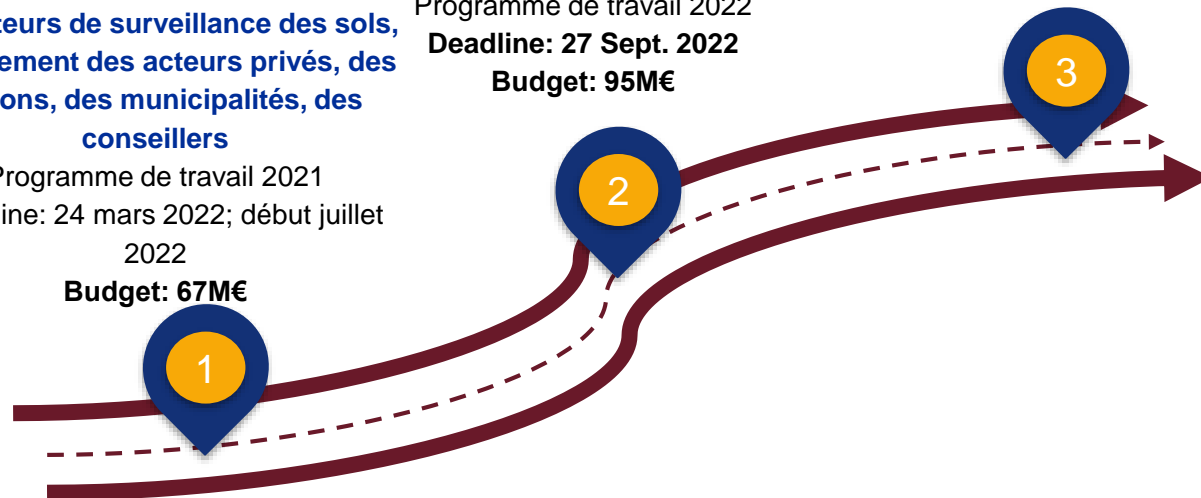 teurs de surveillance des sols,
ement des acteurs privés, des
ons, des municipalités, des
conseillers
Programme de travail 2021
ine: 24 mars 2022; début juillet
2022
Budget: 67M€
Programme de travail 2022
Deadline: 27 Sept. 2022
Budget: 95M€
1
2
3